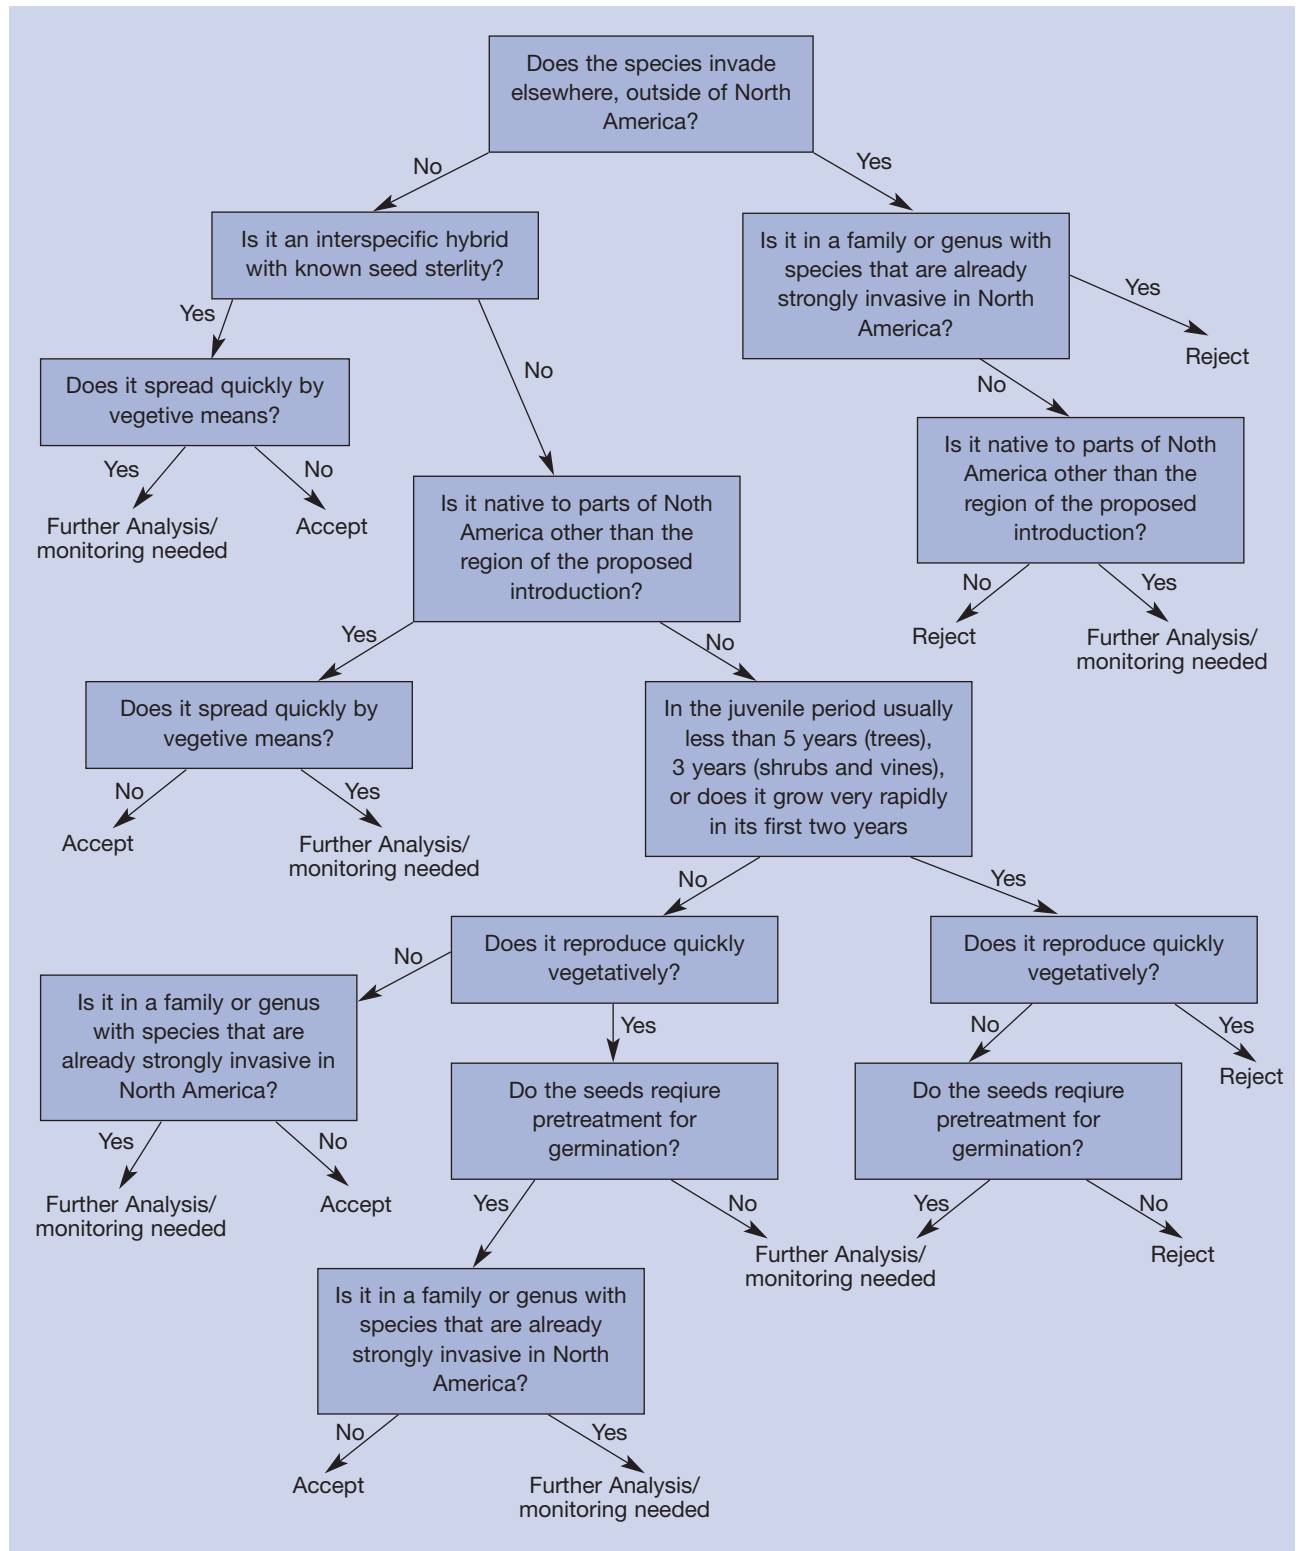 Does the species invade
elsewhere, outside of North
America?
No
Yes
Is it an interspecific hybrid
with known seed sterlity?
Is it in a family or genus with
species that are already
strongly invasive in North
America?
Yes
No
Yes
Reject
No
Does it spread quickly by
vegetive means?
Yes
No
Further Analysis/
monitoring needed
Accept
Is it native to parts of Noth
America other than the
region of the proposed
introduction?
Is it native to parts of Noth
America other than the
region of the proposed
introduction?
No
Yes
Reject
Further Analysis/
monitoring needed
Yes
No
Does it spread quickly by
vegetive means?
No
Yes
Accept
Further Analysis/
monitoring needed
In the juvenile period usually
less than 5 years (trees),
3 years (shrubs and vines),
or does it grow very rapidly
in its first two years
No
Yes
Does it reproduce quickly
vegetatively?
Does it reproduce quickly
vegetatively?
No
Yes
No
Yes
Reject
Is it in a family or genus
with species that are
already strongly invasive in
North America?
Yes
No
Further Analysis/
monitoring needed
Accept
Do the seeds reqiure
pretreatment for
germination?
Do the seeds reqiure
pretreatment for
germination?
Yes
No
Yes
No
Further Analysis/
monitoring needed
Reject
Is it in a family or genus with
species that are already
strongly invasive in North
America?
No
Yes
Accept
Further Analysis/
monitoring needed